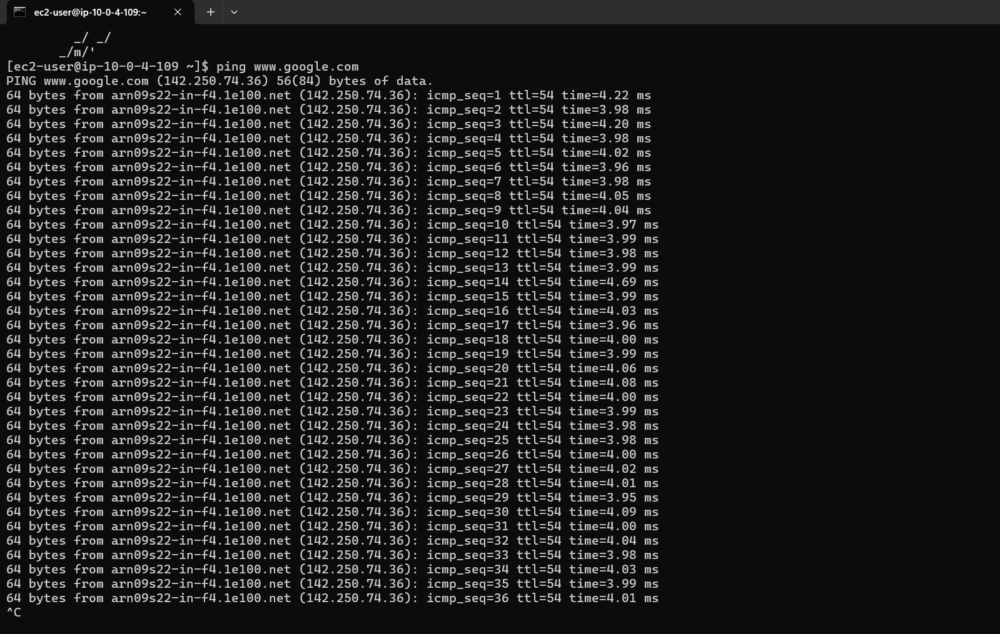 ec2-user@ip-10-0-4-109:~
_/ _/
_/m/'
[ec2-user@ip-10-0-4-109 ~]$ ping www.google.com
PING www.google.com (142.250.74.36) 56(84) bytes of data.
64 bytes from arn09s22-in-f4.1e100.net (142.250.74.36): icmp_seq=1 ttl=54 time=4.22 ms
64 bytes from arn09s22-in-f4.1e100.net (142.250.74.36): icmp_seq=2 ttl=54 time=3.98 ms
64 bytes from arn09s22-in-f4.1e100.net (142.250.74.36): icmp_seq=3 ttl=54 time=4.20 ms
64 bytes from arn09s22-in-f4.1e100.net (142.250.74.36): icmp_seq=4 ttl=54 time=3.98 ms
64 bytes from arn09s22-in-f4.1e100.net (142.250.74.36): icmp_seq=5 ttl=54 time=4.02 ms
64 bytes from arn09s22-in-f4.1e100.net (142.250.74.36): icmp_seq=6 ttl=54 time=3.96 ms
64 bytes from arn09s22-in-f4.1e100.net (142.250.74.36): icmp_seq=7 ttl=54 time=3.98 ms
64 bytes from arn09s22-in-f4.1e100.net (142.250.74.36): icmp_seq=8 ttl=54 time=4.05 ms
64 bytes from arn09s22-in-f4.1e100.net (142.250.74.36): icmp_seq=9 ttl=54 time=4.04 ms
64 bytes from arn09s22-in-f4.1e100.net (142.250.74.36): icmp_seq=10 ttl=54 time=3.97 ms
64 bytes from arn09s22-in-f4.1e100.net (142.250.74.36): icmp_seq=11 ttl=54 time=3.99 ms
64 bytes from arn09s22-in-f4.1e100.net (142.250.74.36): icmp_seq=12 ttl=54 time=3.98 ms
64 bytes from arn09s22-in-f4.1e100.net (142.250.74.36): icmp_seq=13 ttl=54 time=3.99 ms
64 bytes from arn09s22-in-f4.1e100.net (142.250.74.36): icmp_seq=14 ttl=54 time=4.69 ms
64 bytes from arn09s22-in-f4.1e100.net (142.250.74.36): icmp_seq=15 ttl=54 time=3.99 ms
64 bytes from arn09s22-in-f4.1e100.net (142.250.74.36): icmp_seq=16 ttl=54 time=4.03 ms
64 bytes from arn09s22-in-f4.1e100.net (142.250.74.36): icmp_seq=17 ttl=54 time=3.96 ms
64 bytes from arn09s22-in-f4.1e100.net (142.250.74.36): icmp_seq=18 ttl=54 time=4.00 ms
64 bytes from arn09s22-in-f4.1e100.net (142.250.74.36): icmp_seq=19 ttl=54 time=3.99 ms
64 bytes from arn09s22-in-f4.1e100.net (142.250.74.36): icmp_seq=20 ttl=54 time=4.06 ms
64 bytes from arn09s22-in-f4.1e100.net (142.250.74.36): icmp_seq=21 ttl=54 time=4.08 ms
64 bytes from arn09s22-in-f4.1e100.net (142.250.74.36): icmp_seq=22 ttl=54 time=4.00 ms
64 bytes from arn09s22-in-f4.1e100.net (142.250.74.36): icmp_seq=23 ttl=54 time=3.99 ms
64 bytes from arn09s22-in-f4.1e100.net (142.250.74.36): icmp_seq=24 ttl=54 time=3.98 ms
64 bytes from arn09s22-in-f4.1e100.net (142.250.74.36): icmp_seq=25 ttl=54 time=3.98 ms
64 bytes from arn09s22-in-f4.1e100.net (142.250.74.36): icmp_seq=26 ttl=54 time=4.00 ms
64 bytes from arn09s22-in-f4.1e100.net (142.250.74.36): icmp_seq=27 ttl=54 time=4.02 ms
64 bytes from arn09s22-in-f4.1e100.net (142.250.74.36): icmp_seq=28 ttl=54 time=4.01 ms
64 bytes from arn09s22-in-f4.1e100.net (142.250.74.36): icmp_seq=29 ttl=54 time=3.95 ms
64 bytes from arn09s22-in-f4.1e100.net (142.250.74.36): icmp_seq=30 ttl=54 time=4.09 ms
64 bytes from arn09s22-in-f4.1e100.net (142.250.74.36): icmp_seq=31 ttl=54 time=4.00 ms
64 bytes from arn09s22-in-f4.1e100.net (142.250.74.36): icmp_seq=32 ttl=54 time=4.04 ms
64 bytes from arn09s22-in-f4.1e100.net (142.250.74.36): icmp_seq=33 ttl=54 time=3.98 ms
64 bytes from arn09s22-in-f4.1e100.net (142.250.74.36): icmp_seq=34 ttl=54 time=4.03 ms
64 bytes from arn09s22-in-f4.1e100.net (142.250.74.36): icmp_seq=35 ttl=54 time=3.99 ms
64 bytes from arn09s22-in-f4.1e100.net (142.250.74.36): icmp_seq=36 ttl=54 time=4.01 ms
^C